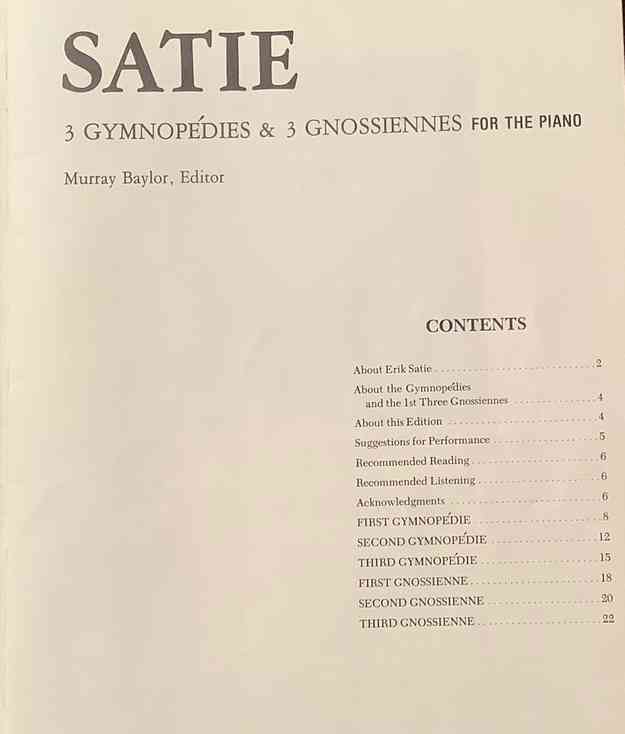 SATIE
3 GYMNOPÉDIES & 3 GNOSSIENNES FOR THE PIANO
Murray Baylor, Editor
CONTENTS
About Erik Satie . . . . . . . . . . . . . . . . . . . . . . . . . . . . 2
About the Gymnopédies
and the 1st Three Gnossiennes . . . . . . . . . . . . . . . 4
About this Edition . . . . . . . . . . . . . . . . . . . . . . . . . . 4
Suggestions for Performance . . . . . . . . . . . . . . . . . . . 5
Recommended Reading . . . . . . . . . . . . . . . . . . . . . . . 6
Recommended Listening . . . . . . . . . . . . . . . . . . . . . . 6
Acknowledgments . . . . . . . . . . . . . . . . . . . . . . . . . . 6
FIRST GYMNOPÉDIE . . . . . . . . . . . . . . . . . . . . . . . 8
SECOND GYMNOPÉDIE . . . . . . . . . . . . . . . . . . . 12
THIRD GYMNOPÉDIE . . . . . . . . . . . . . . . . . . . . . 15
FIRST GNOSSIENNE . . . . . . . . . . . . . . . . . . . . . . . 18
SECOND GNOSSIENNE . . . . . . . . . . . . . . . . . . . . 20
THIRD GNOSSIENNE . . . . . . . . . . . . . . . . . . . . . . 22